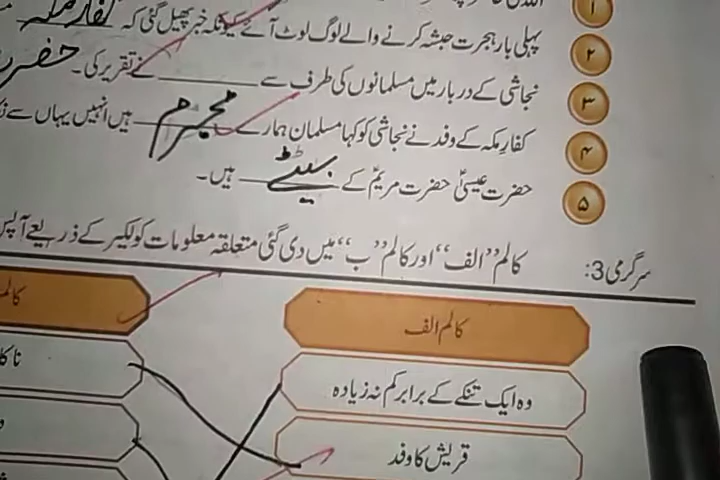 ۱
۲ پہلی بار ہجرت حبشہ کرنے والے لوگ لوٹ آئے کیونکہ خبر پھیل گئی کہ کفار مکہ
۳ نجاشی کے دربار میں مسلمانوں کی طرف سے ________ نے تقریر کی۔
۴ کفارِ مکہ کے وفد نے نجاشی کو کہا مسلمان ہمارے مجرم ہیں انہیں یہاں سے
۵ حضرت عیسیٰؑ حضرت مریمؑ کے بیٹے ہیں۔
سرگرمی 3: کالم "الف" اور کالم "ب" میں دی گئی متعلقہ معلومات کو لکیر کے ذریعے آپس
کالم الف
وہ ایک تنکے کے برابر کم نہ زیادہ
قریش کا وفد